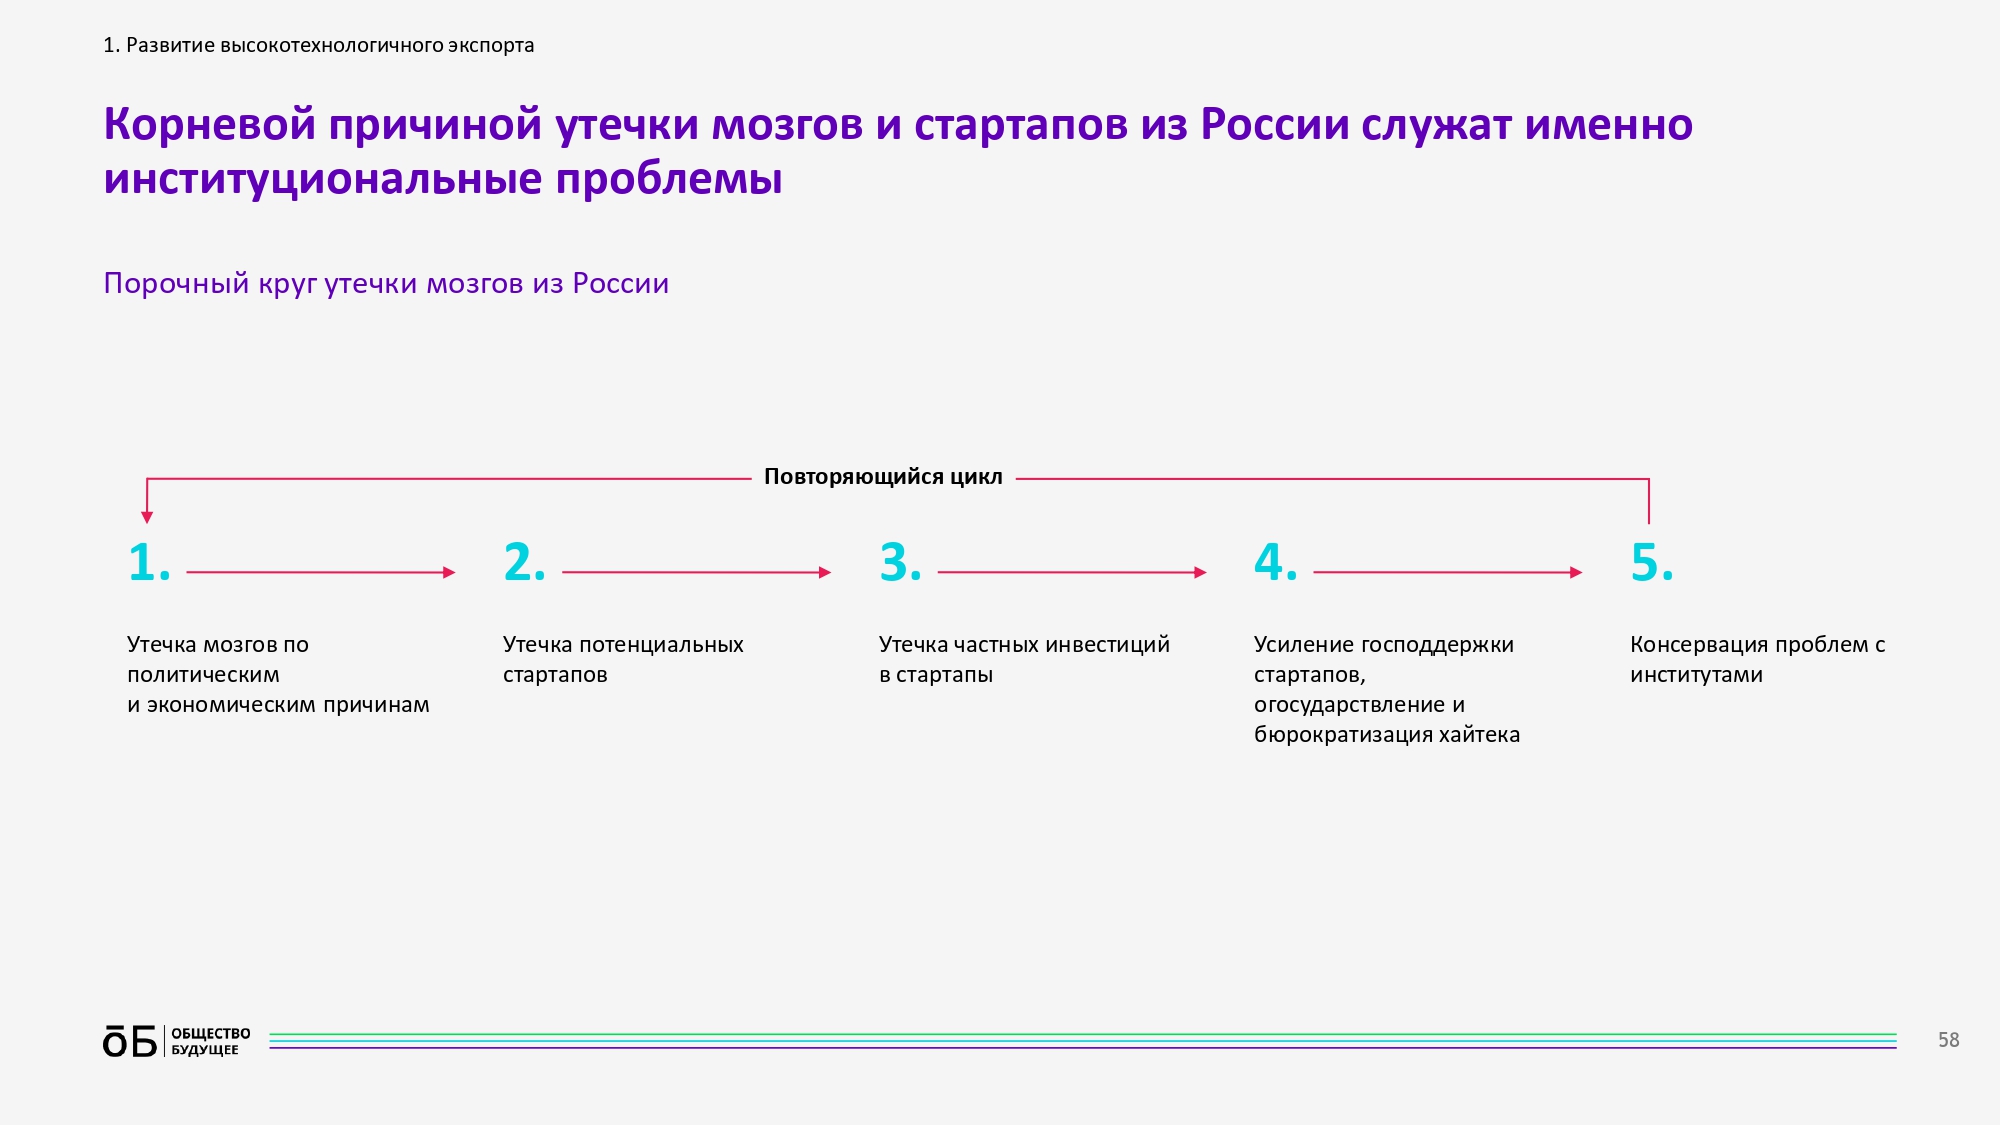 1. Развитие высокотехнологичного экспорта
Корневой причиной утечки мозгов и стартапов из России служат именно
институциональные проблемы
Порочный круг утечки мозгов из России
Повторяющийся цикл
1.
Утечка мозгов по
политическим
и экономическим причинам
2.
Утечка потенциальных
стартапов
3.
Утечка частных инвестиций
в стартапы
4.
Усиление господдержки
стартапов,
огосударствление и
бюрократизация хайтека
5.
Консервация проблем с
институтами
ОБ
ОБЩЕСТВО
БУДУЩЕЕ
58